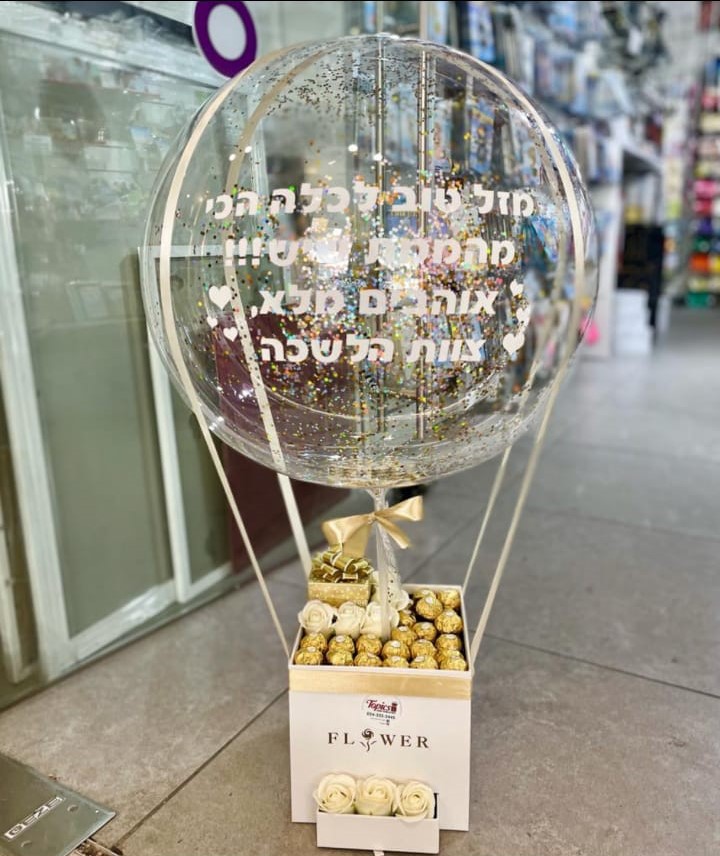 מזל טוב לכלה הכי
מהממת שיש!!!
אוהבים מלא,
צוות הלשכה
Topics
FLOWER